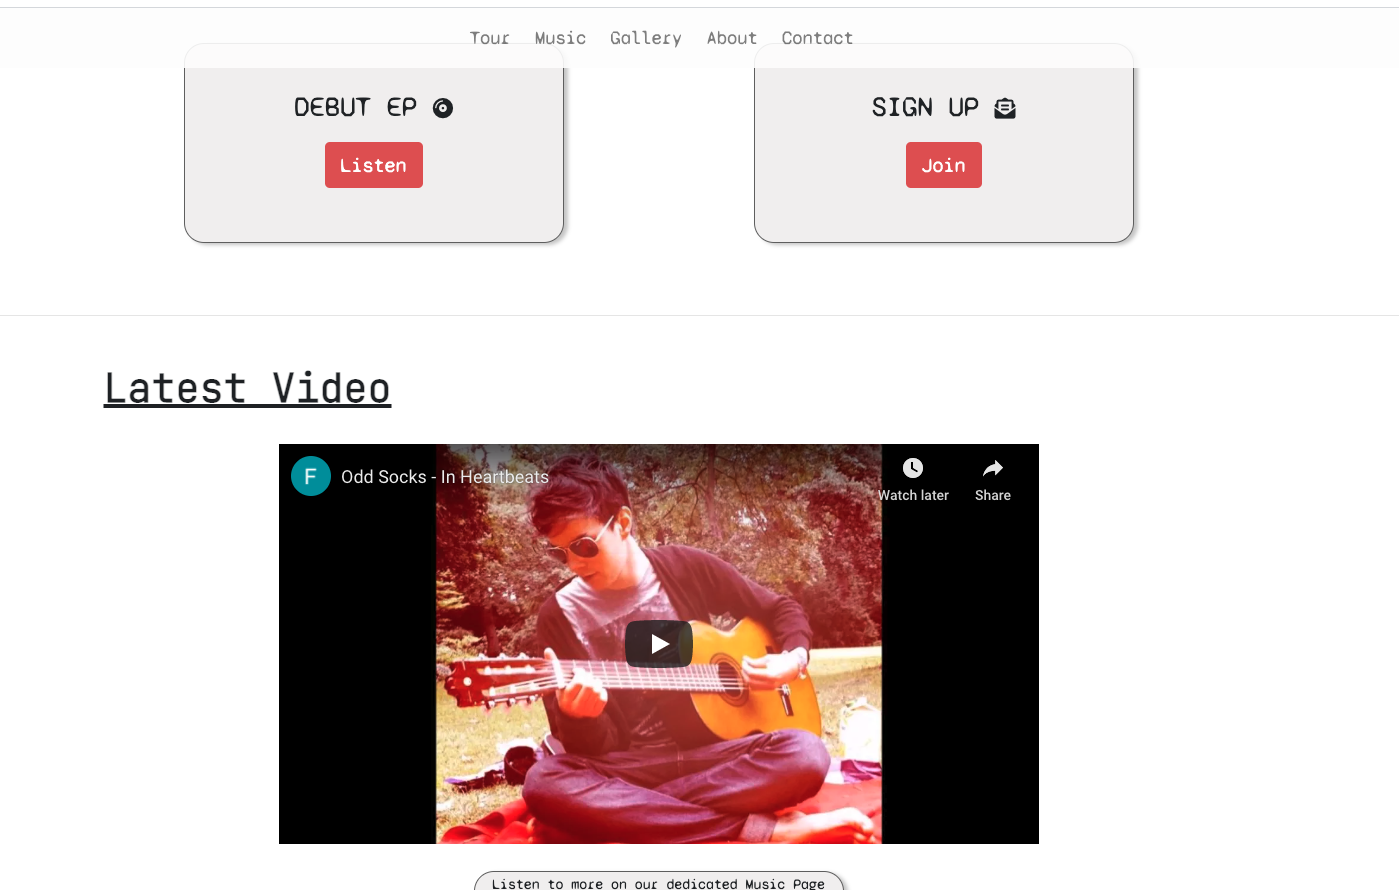 Tour Music Gallery About Contact
DEBUT EP
Listen
SIGN UP
Join
Latest Video
F
Odd Socks - In Heartbeats
Watch later
Share
Listen to more on our dedicated Music Page